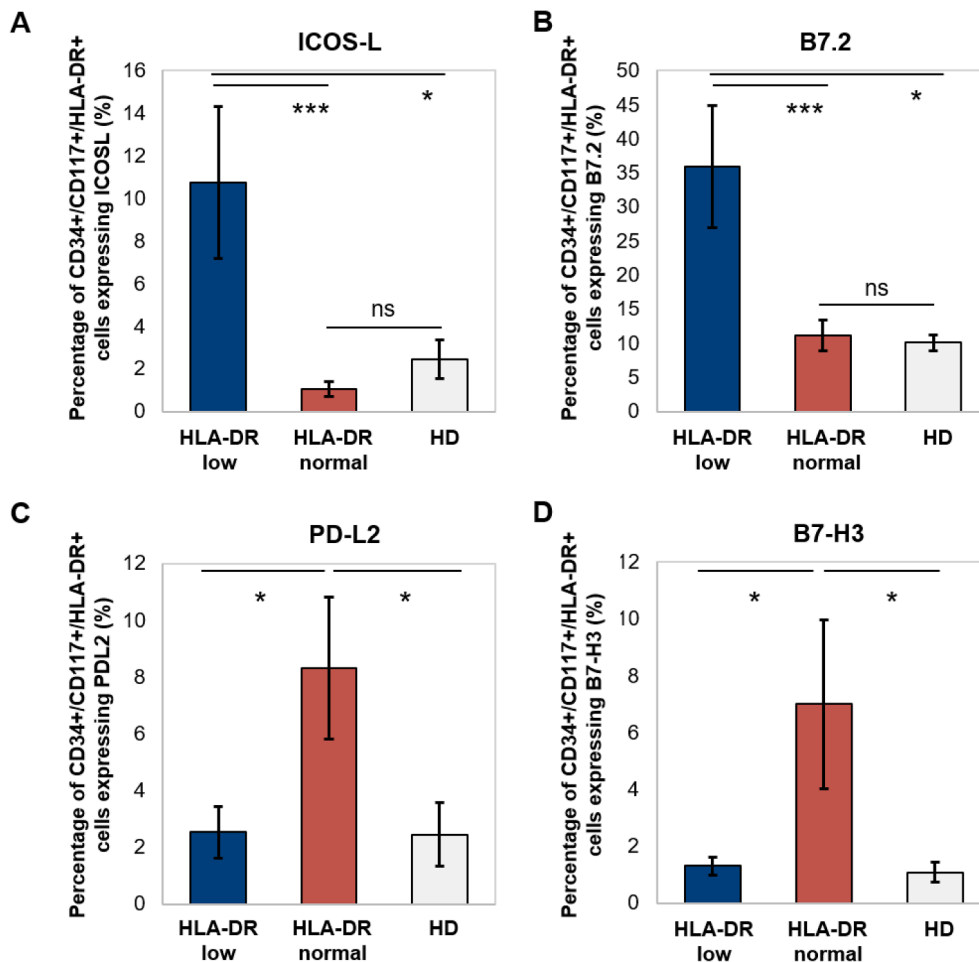 A
ICOS-L
Percentage of CD34+/CD117+/HLA-DR+
cells expressing ICOSL (%)
16
14
12
10
8
6
4
2
0
***
*
ns
HLA-DR
low
HLA-DR
normal
HD
B
B7.2
Percentage of CD34+/CD117+/HLA-DR+
cells expressing B7.2 (%)
50
45
40
35
30
25
20
15
10
5
0
***
*
ns
HLA-DR
low
HLA-DR
normal
HD
C
PD-L2
Percentage of CD34+/CD117+/HLA-DR+
cells expressing PDL2 (%)
12
10
8
6
4
2
0
*
*
HLA-DR
low
HLA-DR
normal
HD
D
B7-H3
Percentage of CD34+/CD117+/HLA-DR+
cells expressing B7-H3 (%)
12
10
8
6
4
2
0
*
*
HLA-DR
low
HLA-DR
normal
HD